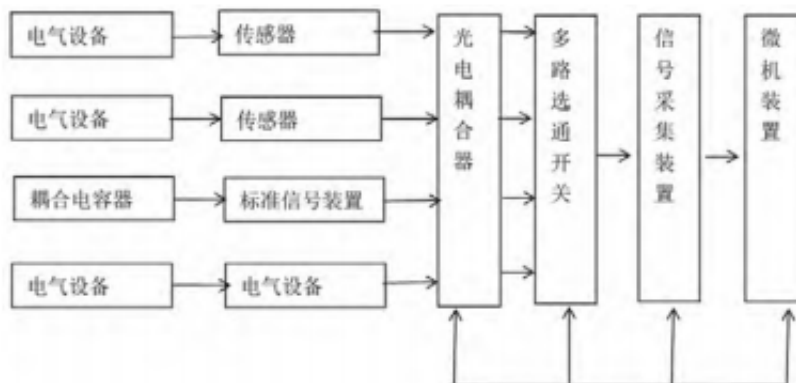 电气设备
传感器
电气设备
传感器
耦合电容器
标准信号装置
电气设备
电气设备
光电耦合器
多路选通开关
信号采集装置
微机装置